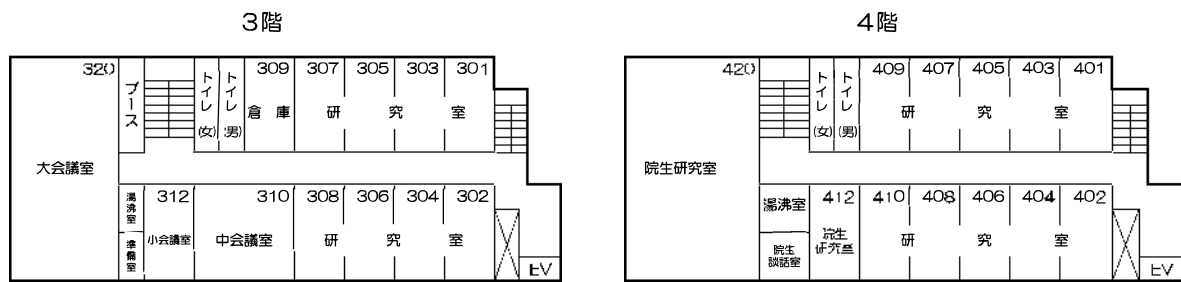 3階
4階
320
ブース
トイレ(女)
トイレ(男)
309
307
305
303
301
倉庫
研究室
大会議室
湯沸室
準備室
312
小会議室
310
中会議室
308
306
304
302
研究室
EV
420
トイレ(女)
トイレ(男)
409
407
405
403
401
研究室
院生研究室
湯沸室
院生
談話室
412
院生
研究室
410
408
406
404
402
研究室
EV